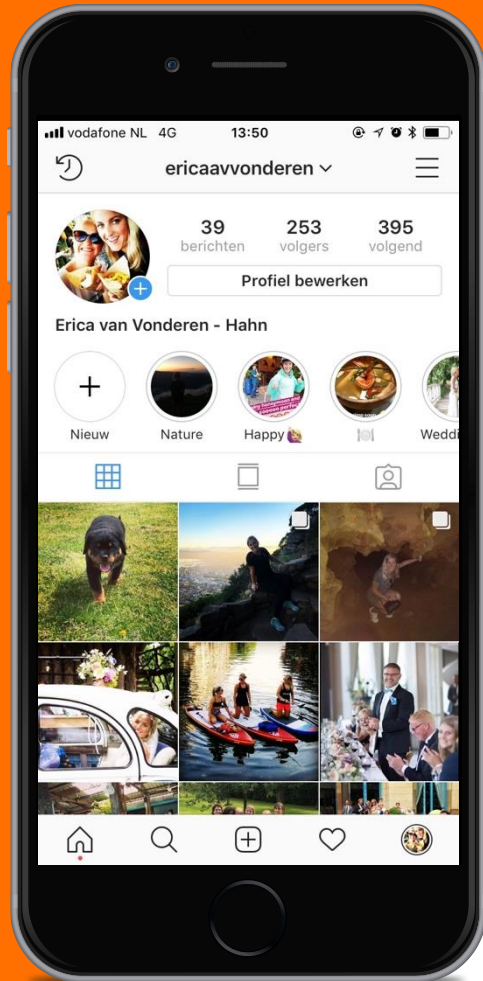 vodafone NL 4G 13:50
ericaavvonderen
39 253 395
berichten volgers volgend
Profiel bewerken
Erica van Vonderen - Hahn
Nieuw Nature Happy🙋 🍽 Weddi